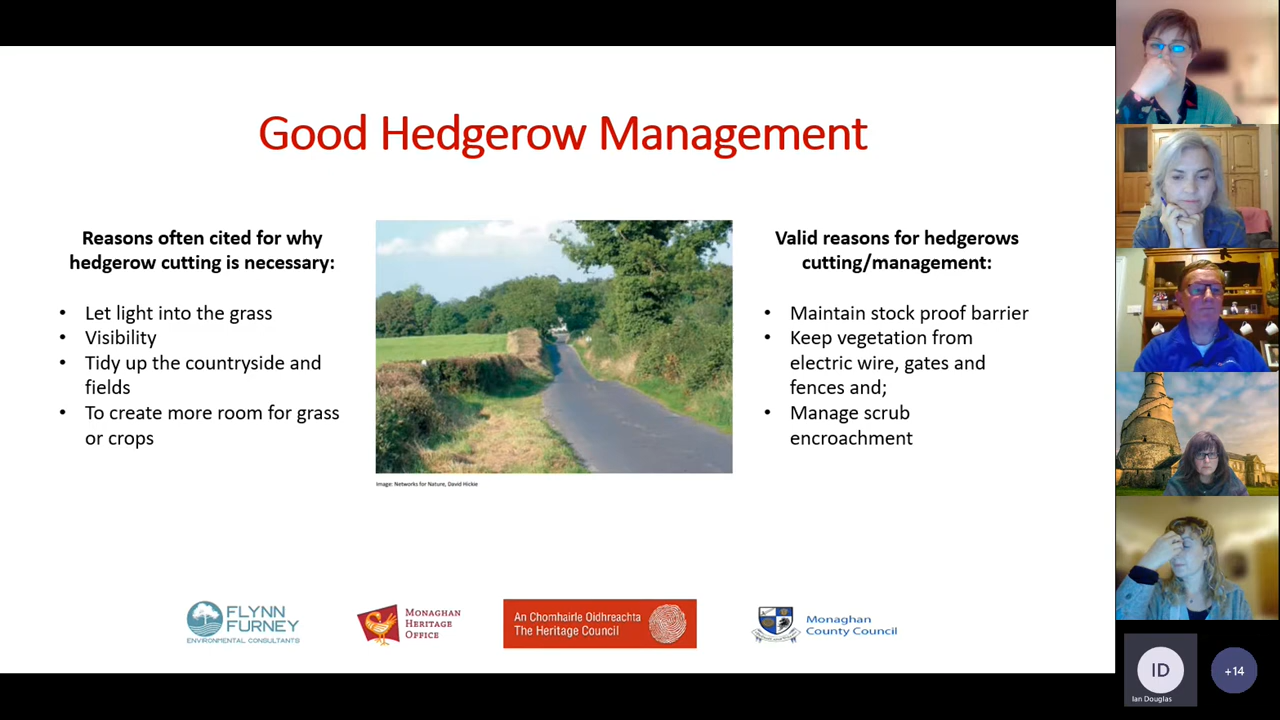 Good Hedgerow Management
Reasons often cited for why
hedgerow cutting is necessary:
• Let light into the grass
• Visibility
• Tidy up the countryside and
fields
• To create more room for grass
or crops
Image: Networks for Nature, David Hickie
Valid reasons for hedgerows
cutting/management:
• Maintain stock proof barrier
• Keep vegetation from
electric wire, gates and
fences and;
• Manage scrub
encroachment
FLYNN
FURNEY
ENVIRONMENTAL CONSULTANTS
MONAGHAN
HERITAGE
OFFICE
An Chomhairle Oidhreachta
The Heritage Council
Monaghan
County Council
ID
Ian Douglas
+14